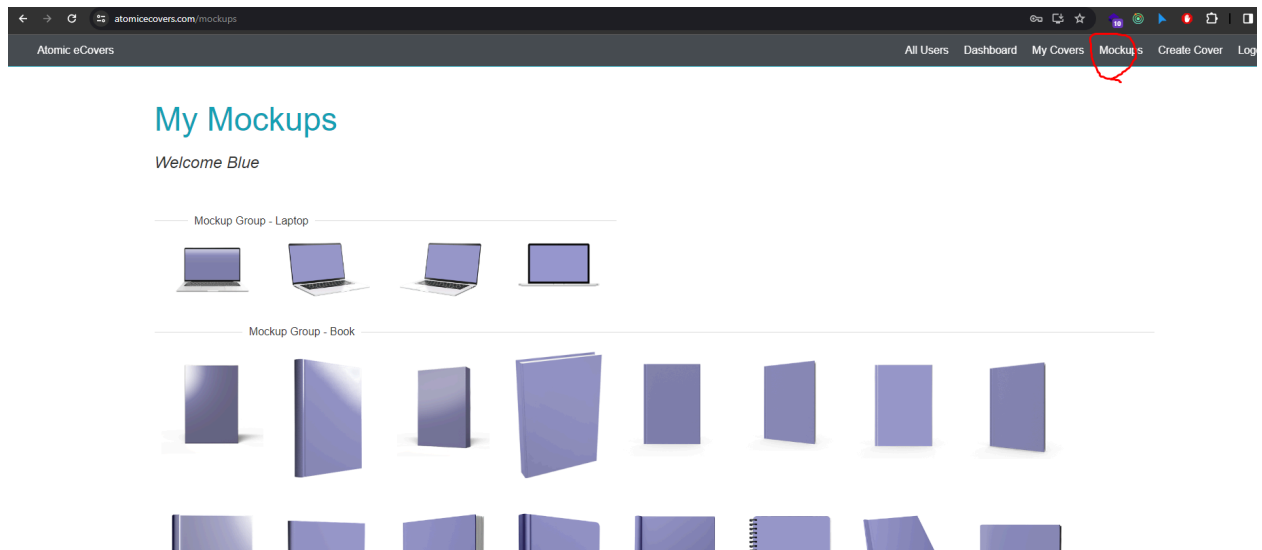 atomicecovers.com/mockups
10
Atomic eCovers
All Users Dashboard My Covers Mockups Create Cover
My Mockups
Welcome Blue
Mockup Group - Laptop
Mockup Group - Book